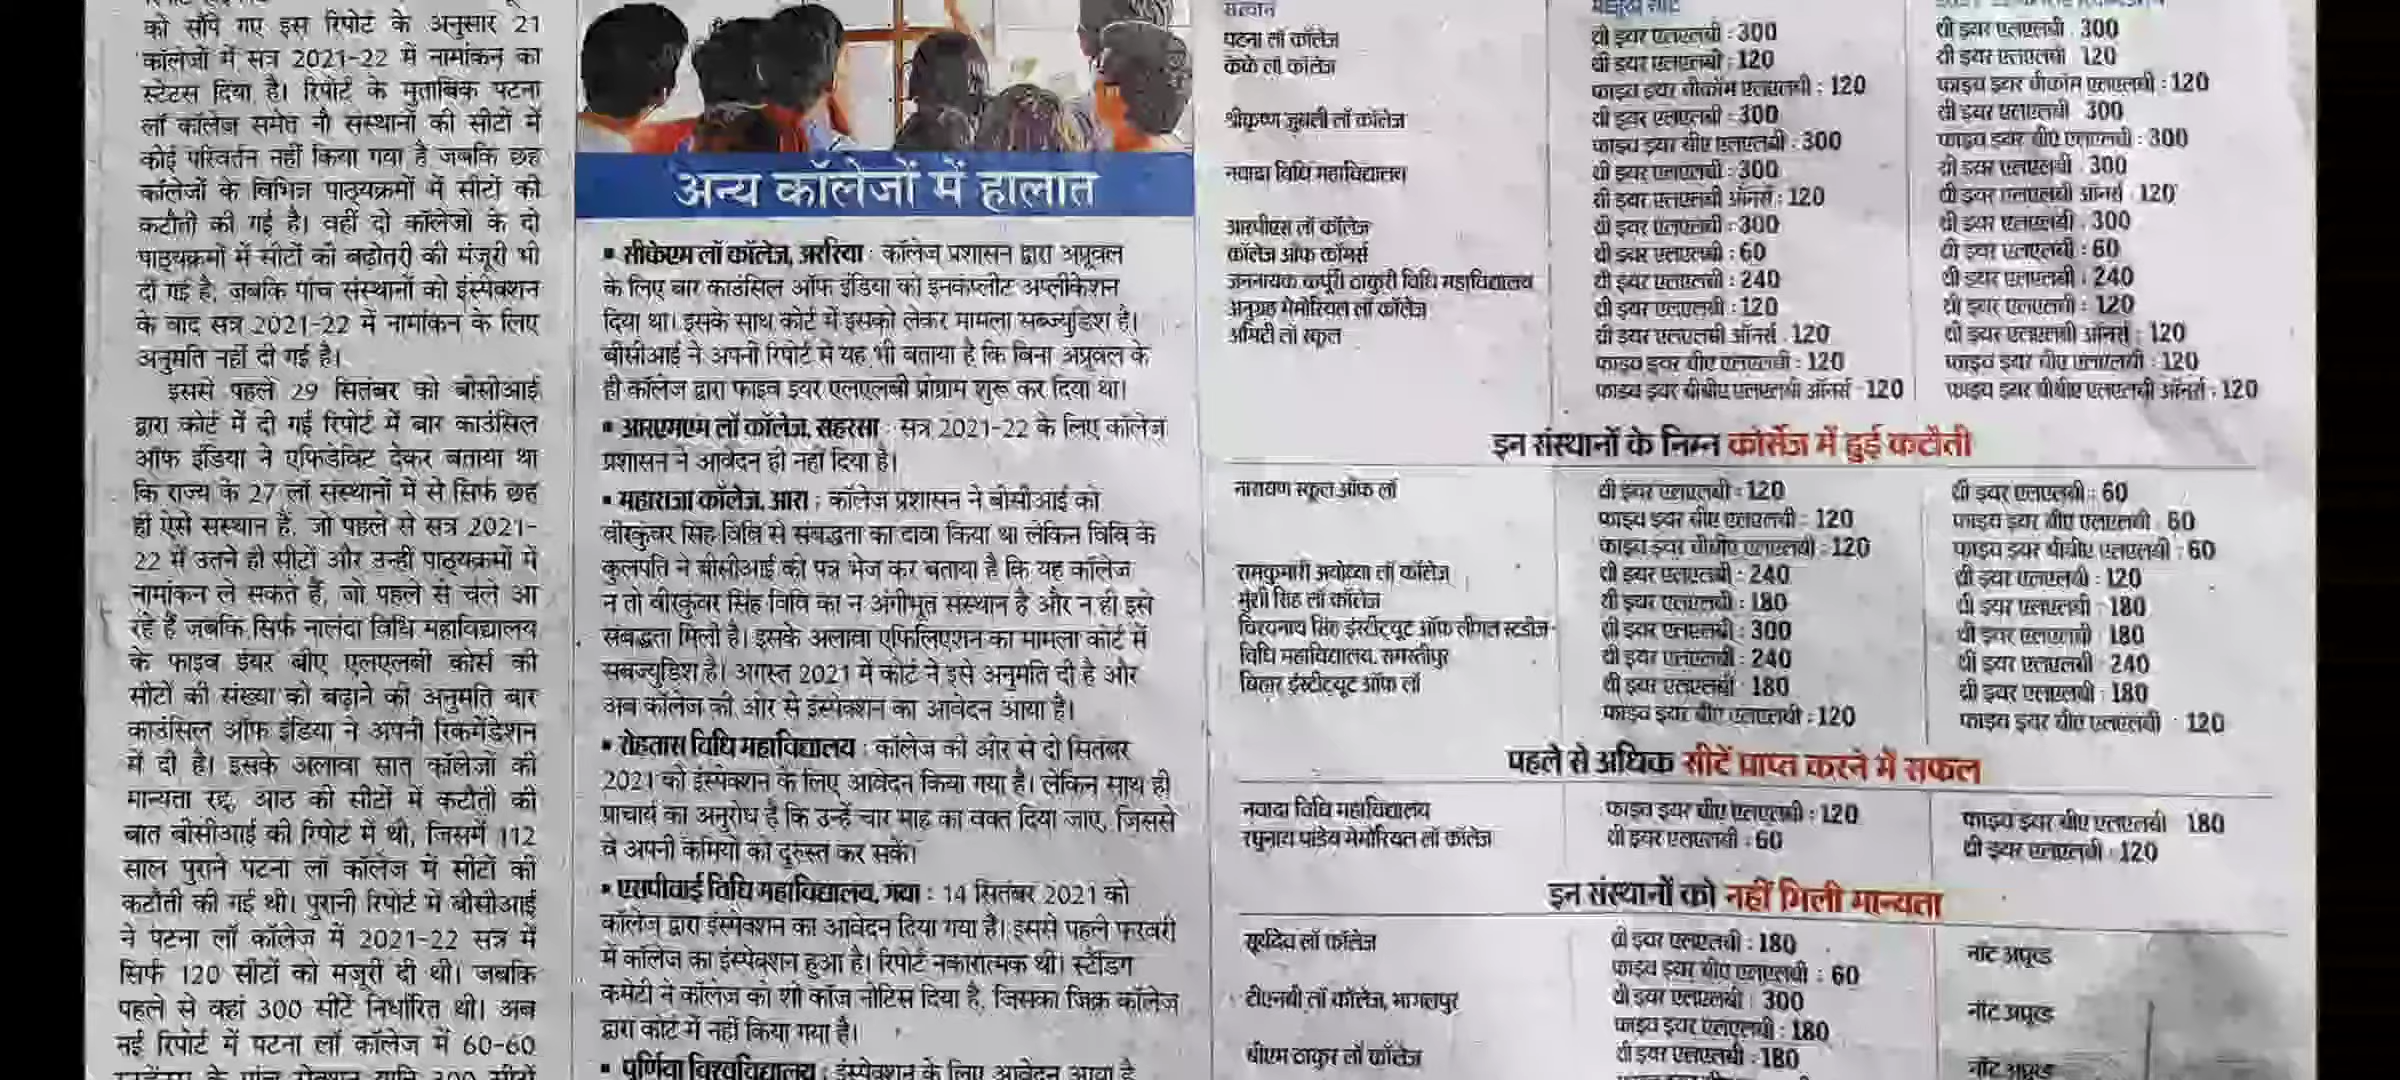 को सौंपे गए इस रिपोर्ट के अनुसार 21
कॉलेजों में सत्र 2021-22 में नामांकन का
स्टेटस दिया है। रिपोर्ट के मुताबिक पटना
लॉ कॉलेज समेत नौ संस्थानों की सीटों में
कोई परिवर्तन नहीं किया गया है जबकि छह
कॉलेजों के विभिन्न पाठ्यक्रमों में सीटों की
कटौती की गई है। वहीं दो कॉलेजों के दो
पाठ्यक्रमों में सीटों की बढ़ोतरी की मंजूरी भी
दी गई है, जबकि पांच संस्थानों को इंस्पेक्शन
के बाद सत्र 2021-22 में नामांकन के लिए
अनुमति नहीं दी गई है।
इससे पहले 29 सितंबर को बीसीआई
द्वारा कोर्ट में दी गई रिपोर्ट में बार काउंसिल
ऑफ इंडिया ने एफिडेविट देकर बताया था
कि राज्य के 27 लॉ संस्थानों में से सिर्फ छह
ही ऐसे संस्थान हैं, जो पहले से सत्र 2021-
22 में उतने ही सीटों और उन्हीं पाठ्यक्रमों में
नामांकन ले सकते हैं, जो पहले से चले आ
रहे हैं जबकि सिर्फ नालंदा विधि महाविद्यालय
के फाइव ईयर बीए एलएलबी कोर्स की
सीटों की संख्या को बढ़ाने की अनुमति बार
काउंसिल ऑफ इंडिया ने अपनी रिकमेंडेशन
में दी है। इसके अलावा सात कॉलेजों की
मान्यता रद्द, आठ की सीटों में कटौती की
बात बीसीआई की रिपोर्ट में थी, जिसमें 112
साल पुराने पटना लॉ कॉलेज में सीटों की
कटौती की गई थी। पुरानी रिपोर्ट में बीसीआई
ने पटना लॉ कॉलेज में 2021-22 सत्र में
सिर्फ 120 सीटों को मंजूरी दी थी। जबकि
पहले से वहां 300 सीटें निर्धारित थी। अब
नई रिपोर्ट में पटना लॉ कॉलेज में 60-60
अन्य कॉलेजों में हालात
▪ सीकेएम लॉ कॉलेज, अररिया : कॉलेज प्रशासन द्वारा अप्रूवल
के लिए बार काउंसिल ऑफ इंडिया को इनकंप्लीट अप्लीकेशन
दिया था। इसके साथ कोर्ट में इसको लेकर मामला सब्ज्युडिश है।
बीसीआई ने अपनी रिपोर्ट में यह भी बताया है कि बिना अप्रूवल के
ही कॉलेज द्वारा फाइव इयर एलएलबी प्रोग्राम शुरू कर दिया था।
▪ आरएमएम लॉ कॉलेज, सहरसा : सत्र 2021-22 के लिए कॉलेज
प्रशासन ने आवेदन ही नहीं दिया है।
▪ महाराजा कॉलेज, आरा : कॉलेज प्रशासन ने बीसीआई को
वीरकुंवर सिंह विवि से संबद्धता का दावा किया था लेकिन विवि के
कुलपति ने बीसीआई को पत्र भेज कर बताया है कि यह कॉलेज
न तो वीरकुंवर सिंह विवि का न अंगीभूत संस्थान है और न ही इसे
संबद्धता मिली है। इसके अलावा एफिलिएशन का मामला कोर्ट में
सबज्युडिश है। अगस्त 2021 में कोर्ट ने इसे अनुमति दी है और
अब कॉलेज की ओर से इंस्पेक्शन का आवेदन आया है।
▪ रोहतास विधि महाविद्यालय : कॉलेज की ओर से दो सितंबर
2021 को इंस्पेक्शन के लिए आवेदन किया गया है। लेकिन साथ ही
प्राचार्य का अनुरोध है कि उन्हें चार माह का वक्त दिया जाए, जिससे
वे अपनी कमियों को दुरुस्त कर सकें।
▪ एसपीवाई विधि महाविद्यालय, गया : 14 सितंबर 2021 को
कॉलेज द्वारा इंस्पेक्शन का आवेदन दिया गया है। इससे पहले फरवरी
में कॉलेज का इंस्पेक्शन हुआ है। रिपोर्ट नकारात्मक थी। स्टैंडिंग
कमेटी ने कॉलेज को शो कॉज नोटिस दिया है, जिसका जिक्र कॉलेज
द्वारा कोर्ट में नहीं किया गया है।
▪ पूर्णिया विश्वविद्यालय : इंस्पेक्शन के लिए आवेदन आया है
संस्थान
पटना लॉ कॉलेज थ्री इयर एलएलबी : 300 थ्री इयर एलएलबी : 300
केके लॉ कॉलेज थ्री इयर एलएलबी : 120 थ्री इयर एलएलबी : 120
फाइव इयर बीकॉम एलएलबी : 120 फाइव इयर बीकॉम एलएलबी : 120
श्रीकृष्ण जुबली लॉ कॉलेज थ्री इयर एलएलबी : 300 थ्री इयर एलएलबी : 300
फाइव इयर बीए एलएलबी : 300 फाइव इयर बीए एलएलबी : 300
नवादा विधि महाविद्यालय थ्री इयर एलएलबी : 300 थ्री इयर एलएलबी : 300
थ्री इयर एलएलबी ऑनर्स : 120 थ्री इयर एलएलबी ऑनर्स : 120
आरपीएस लॉ कॉलेज थ्री इयर एलएलबी : 300 थ्री इयर एलएलबी : 300
कॉलेज ऑफ कॉमर्स थ्री इयर एलएलबी : 60 थ्री इयर एलएलबी : 60
जननायक कर्पूरी ठाकुरी विधि महाविद्यालय थ्री इयर एलएलबी : 240 थ्री इयर एलएलबी : 240
अनुग्रह मेमोरियल लॉ कॉलेज थ्री इयर एलएलबी : 120 थ्री इयर एलएलबी : 120
अमिटी लॉ स्कूल थ्री इयर एलएलबी ऑनर्स : 120 थ्री इयर एलएलबी ऑनर्स : 120
फाइव इयर बीए एलएलबी : 120 फाइव इयर बीए एलएलबी : 120
फाइव इयर बीबीए एलएलबी ऑनर्स : 120 फाइव इयर बीबीए एलएलबी ऑनर्स : 120
इन संस्थानों के निम्न कोर्सेज में हुई कटौती
नारायण स्कूल ऑफ लॉ थ्री इयर एलएलबी : 120 थ्री इयर एलएलबी : 60
फाइव इयर बीए एलएलबी : 120 फाइव इयर बीए एलएलबी : 60
फाइव इयर बीबीए एलएलबी : 120 फाइव इयर बीबीए एलएलबी : 60
रामकुमारी अयोध्या लॉ कॉलेज थ्री इयर एलएलबी : 240 थ्री इयर एलएलबी : 120
मुंशी सिंह लॉ कॉलेज थ्री इयर एलएलबी : 180 थ्री इयर एलएलबी : 180
सिंह इंस्टीट्यूट ऑफ लीगल स्टडीज थ्री इयर एलएलबी : 300 थ्री इयर एलएलबी : 180
विधि महाविद्यालय, समस्तीपुर थ्री इयर एलएलबी : 240 थ्री इयर एलएलबी : 240
बिहार इंस्टीट्यूट ऑफ लॉ थ्री इयर एलएलबी : 180 थ्री इयर एलएलबी : 180
फाइव इयर बीए एलएलबी : 120 फाइव इयर बीए एलएलबी : 120
पहले से अधिक सीटें प्राप्त करने में सफल
नवादा विधि महाविद्यालय फाइव इयर बीए एलएलबी : 120 फाइव इयर बीए एलएलबी 180
रघुनाथ पांडेय मेमोरियल लॉ कॉलेज थ्री इयर एलएलबी : 60 थ्री इयर एलएलबी : 120
इन संस्थानों को नहीं मिली मान्यता
सूर्यदेव लॉ कॉलेज थ्री इयर एलएलबी : 180 नॉट अप्रूव्ड
फाइव इयर बीए एलएलबी : 60
टीएनबी लॉ कॉलेज, भागलपुर थ्री इयर एलएलबी : 300 नॉट अप्रूव्ड
फाइव इयर एलएलबी : 180
बीएम ठाकुर लॉ कॉलेज थ्री इयर एलएलबी : 180 नॉट अप्रूव्ड